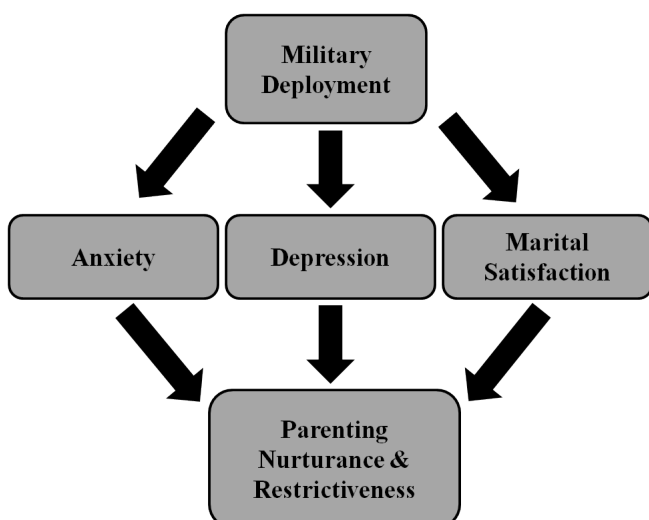 Military
Deployment
Anxiety
Depression
Marital
Satisfaction
Parenting
Nurturance &
Restrictiveness